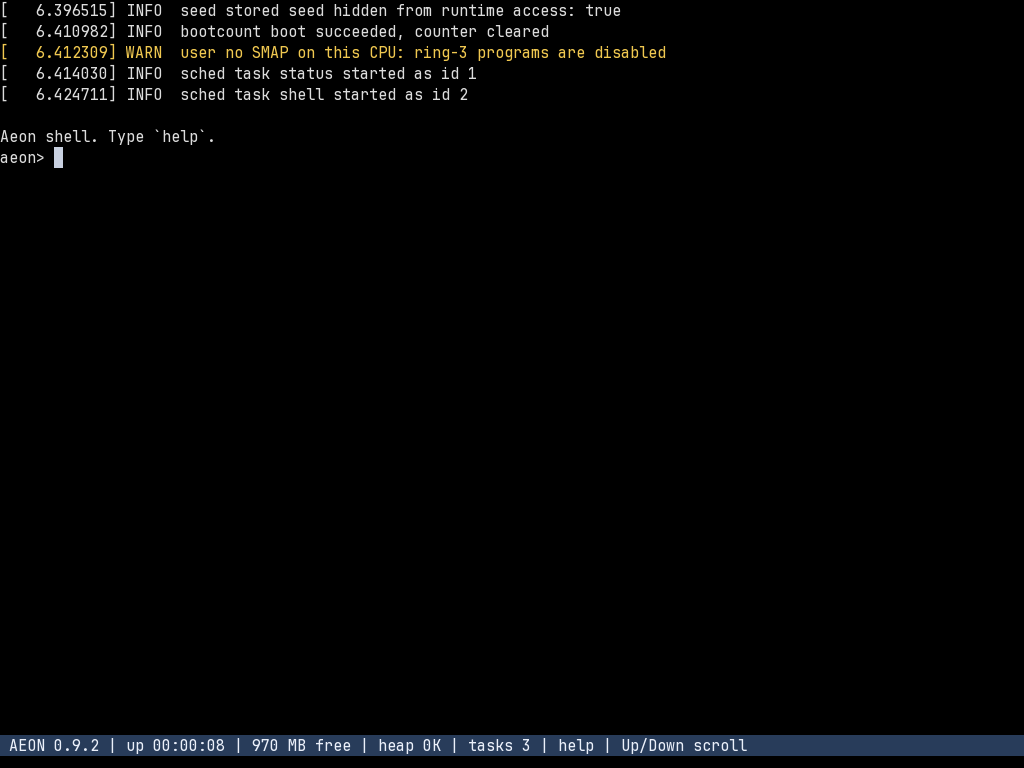 [   6.396515] INFO  seed stored seed hidden from runtime access: true
[   6.410982] INFO  bootcount boot succeeded, counter cleared
[   6.412309] WARN  user no SMAP on this CPU: ring-3 programs are disabled
[   6.414030] INFO  sched task status started as id 1
[   6.424711] INFO  sched task shell started as id 2
Aeon shell. Type `help`.
aeon>
AEON 0.9.2 | up 00:00:08 | 970 MB free | heap OK | tasks 3 | help | Up/Down scroll